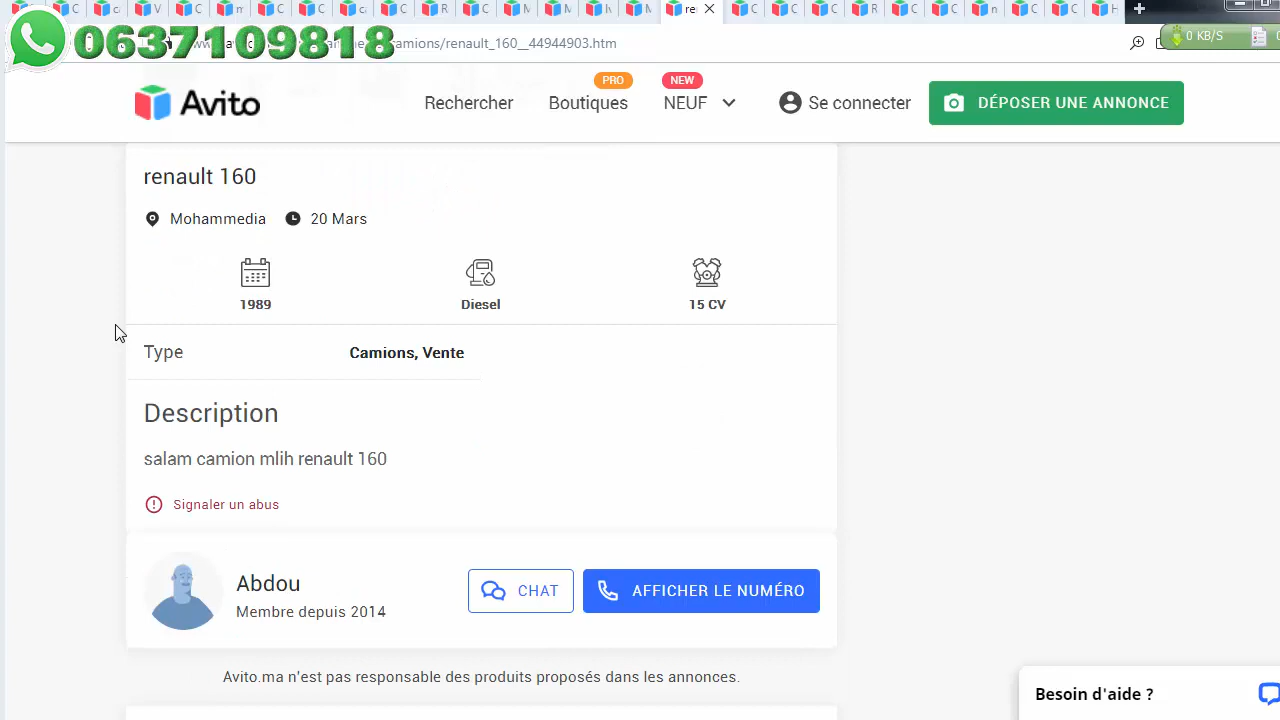 0637109818
camions/renault_160__44944903.htm
0 KB/S
Avito
Rechercher
PRO
Boutiques
NEW
NEUF
Se connecter
DÉPOSER UNE ANNONCE
renault 160
Mohammedia 20 Mars
1989 Diesel 15 CV
Type Camions, Vente
Description
salam camion mlih renault 160
Signaler un abus
Abdou
Membre depuis 2014
CHAT
AFFICHER LE NUMÉRO
Avito.ma n'est pas responsable des produits proposés dans les annonces.
Besoin d'aide ?